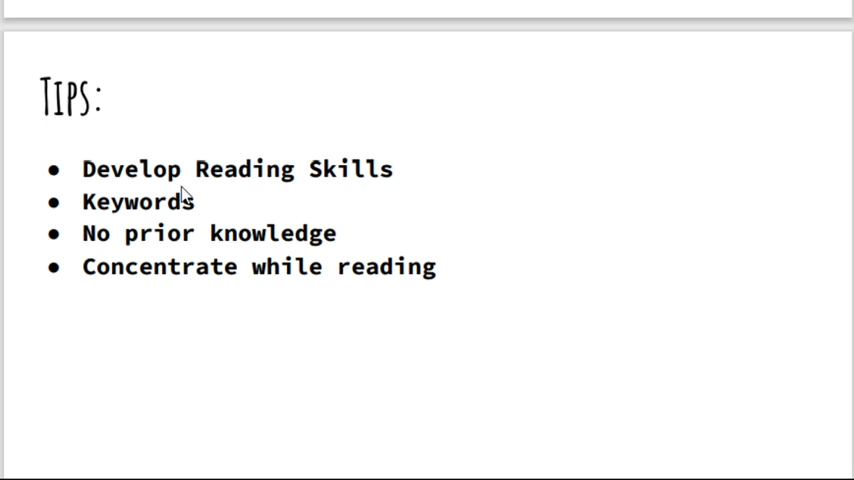 Tips:
● Develop Reading Skills
● Keywords
● No prior knowledge
● Concentrate while reading